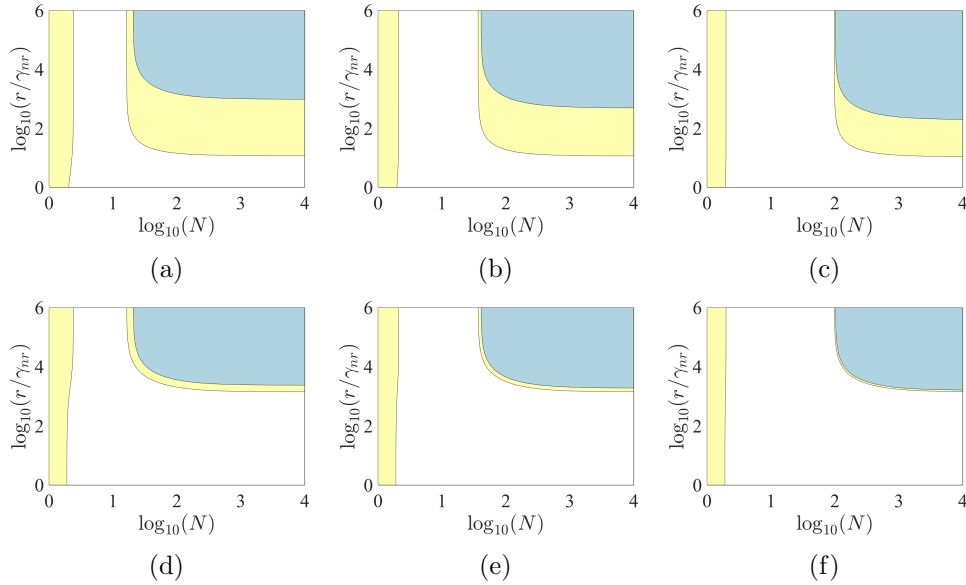 6 6 6
4 4 4
2 2 2
0 0 0
log₁₀(r/γₙᵣ) log₁₀(r/γₙᵣ) log₁₀(r/γₙᵣ)
0 1 2 3 4 0 1 2 3 4 0 1 2 3 4
log₁₀(N) log₁₀(N) log₁₀(N)
(a) (b) (c)
6 6 6
4 4 4
2 2 2
0 0 0
log₁₀(r/γₙᵣ) log₁₀(r/γₙᵣ) log₁₀(r/γₙᵣ)
0 1 2 3 4 0 1 2 3 4 0 1 2 3 4
log₁₀(N) log₁₀(N) log₁₀(N)
(d) (e) (f)